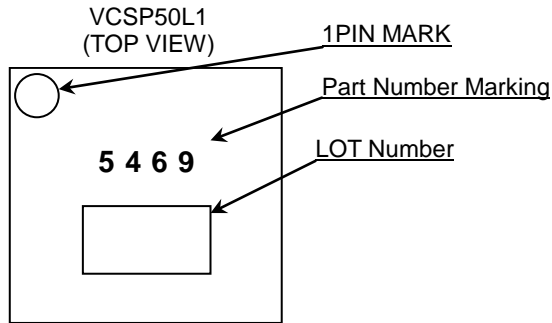 VCSP50L1
(TOP VIEW)
1PIN MARK
Part Number Marking
5 4 6 9
LOT Number